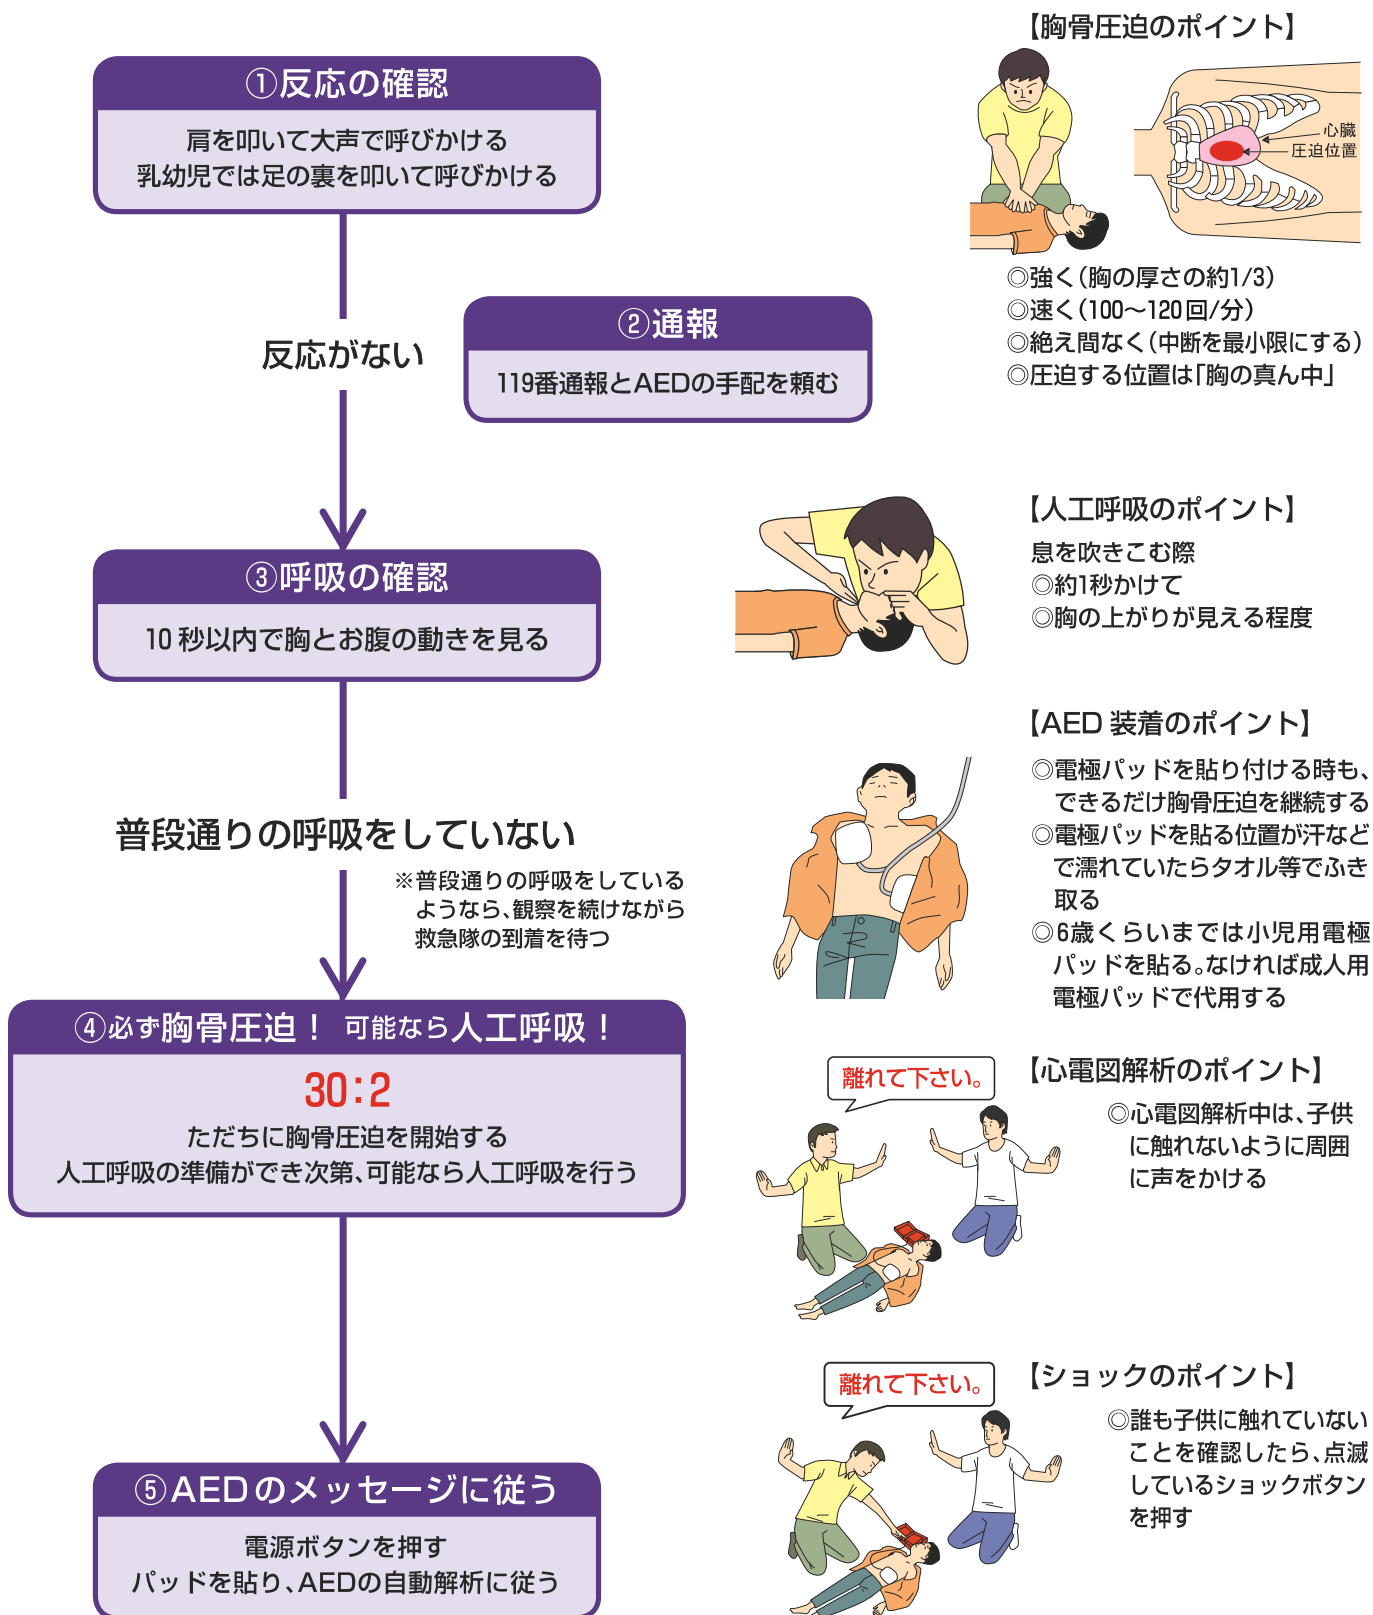 ①反応の確認
肩を叩いて大声で呼びかける
乳幼児では足の裏を叩いて呼びかける
反応がない
②通報
119番通報とAEDの手配を頼む
③呼吸の確認
10秒以内で胸とお腹の動きを見る
普段通りの呼吸をしていない
※普段通りの呼吸をしている
ようなら、観察を続けながら
救急隊の到着を待つ
④必ず胸骨圧迫！ 可能なら人工呼吸！
30：2
ただちに胸骨圧迫を開始する
人工呼吸の準備ができ次第、可能なら人工呼吸を行う
⑤AEDのメッセージに従う
電源ボタンを押す
パッドを貼り、AEDの自動解析に従う
【胸骨圧迫のポイント】
心臓
圧迫位置
◎強く（胸の厚さの約1/3）
◎速く（100〜120回/分）
◎絶え間なく（中断を最小限にする）
◎圧迫する位置は「胸の真ん中」
【人工呼吸のポイント】
息を吹きこむ際
◎約1秒かけて
◎胸の上がりが見える程度
【AED 装着のポイント】
◎電極パッドを貼り付ける時も、
できるだけ胸骨圧迫を継続する
◎電極パッドを貼る位置が汗など
で濡れていたらタオル等でふき
取る
◎6歳くらいまでは小児用電極
パッドを貼る。なければ成人用
電極パッドで代用する
離れて下さい。
【心電図解析のポイント】
◎心電図解析中は、子供
に触れないように周囲
に声をかける
離れて下さい。
【ショックのポイント】
◎誰も子供に触れていない
ことを確認したら、点滅
しているショックボタン
を押す